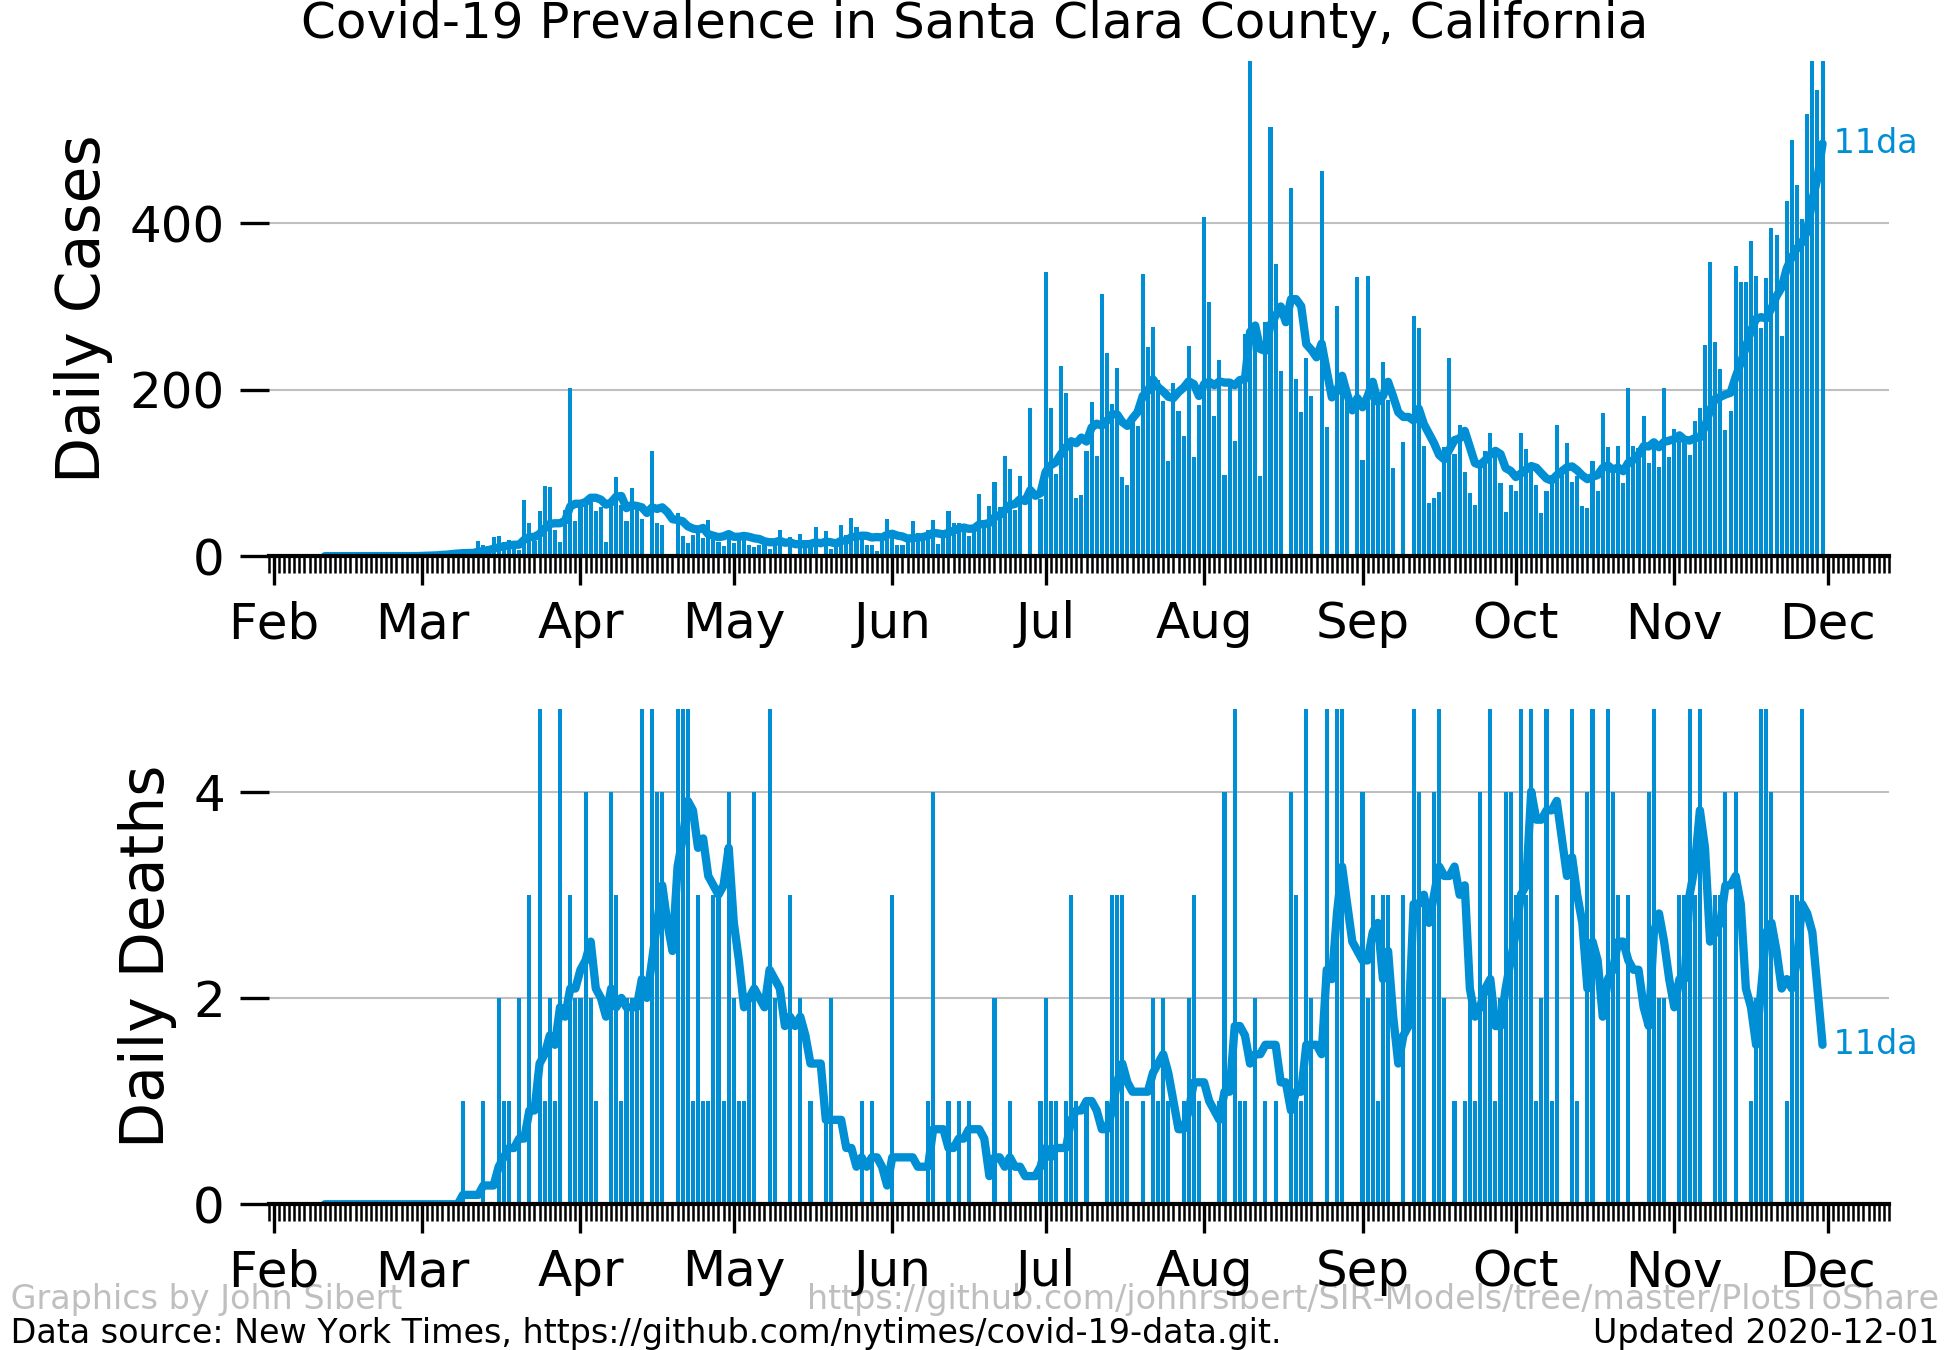 Covid-19 Prevalence in Santa Clara County, California
Daily Cases
400
200
0
11da
Feb Mar Apr May Jun Jul Aug Sep Oct Nov Dec
Daily Deaths
4
2
0
11da
Feb Mar Apr May Jun Jul Aug Sep Oct Nov Dec
Graphics by John Sibert https://github.com/johnrsibert/SIR-Models/tree/master/PlotsToShare
Data source: New York Times, https://github.com/nytimes/covid-19-data.git. Updated 2020-12-01